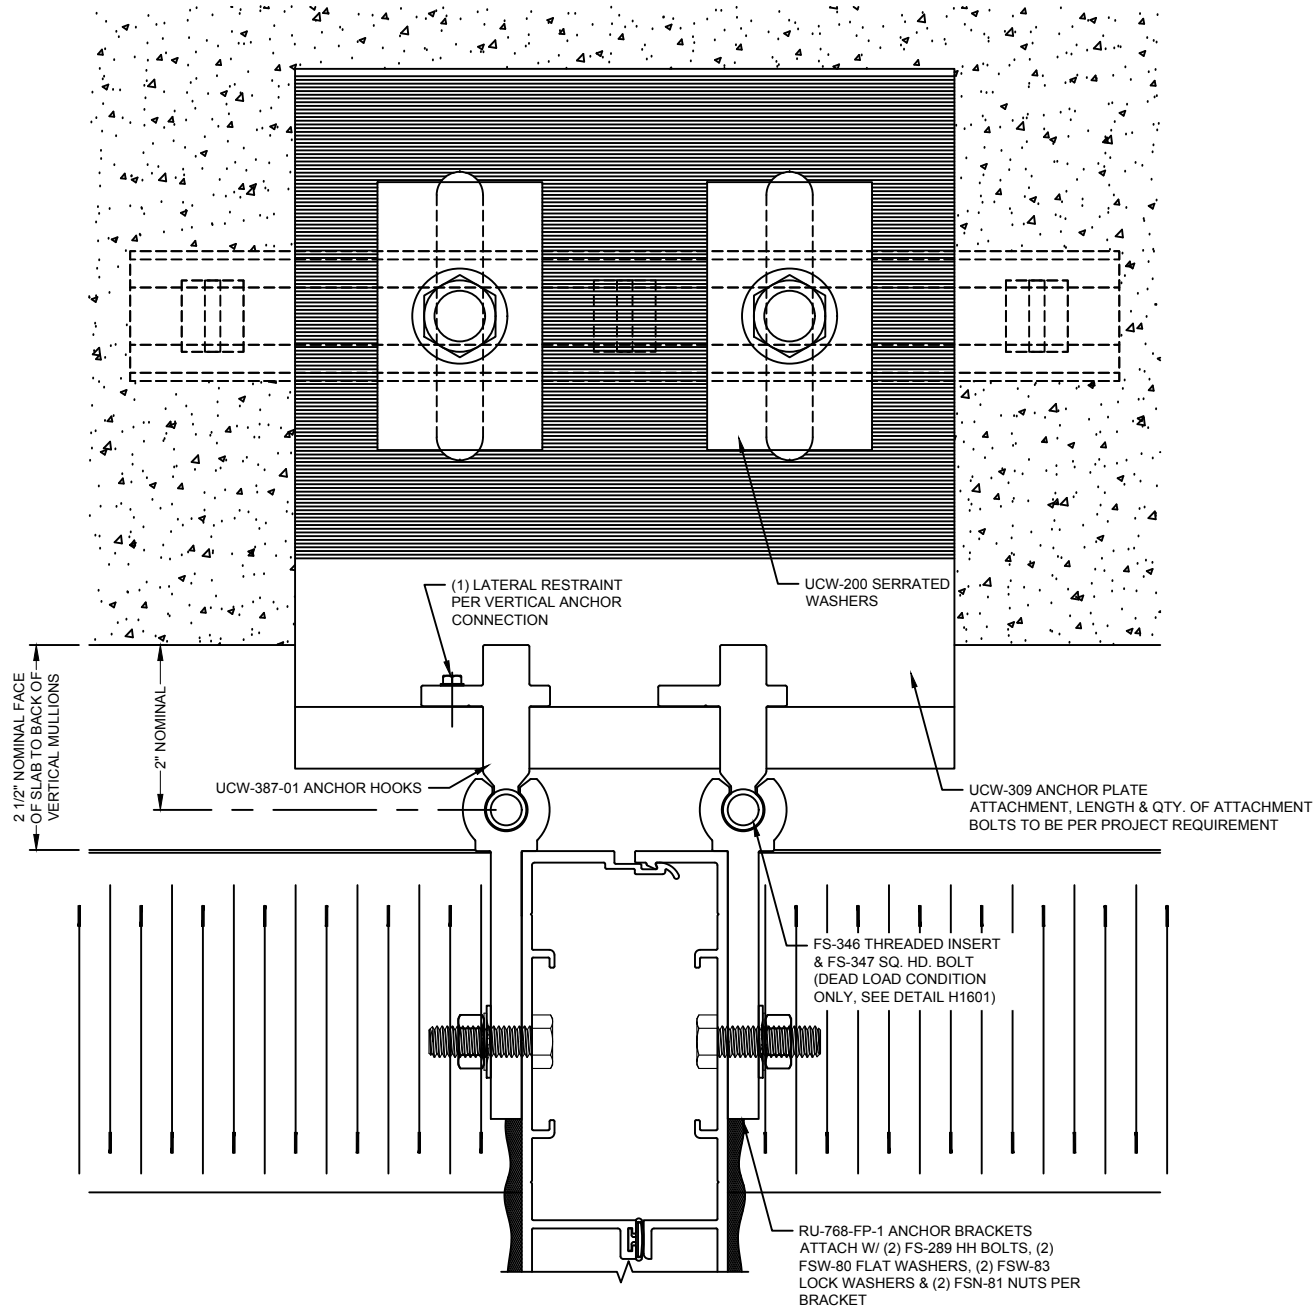 (1) LATERAL RESTRAINT
PER VERTICAL ANCHOR
CONNECTION
UCW-200 SERRATED
WASHERS
2 1/2" NOMINAL FACE
OF SLAB TO BACK OF
VERTICAL MULLIONS
2" NOMINAL
UCW-387-01 ANCHOR HOOKS
UCW-309 ANCHOR PLATE
ATTACHMENT, LENGTH & QTY. OF ATTACHMENT
BOLTS TO BE PER PROJECT REQUIREMENT
FS-346 THREADED INSERT
& FS-347 SQ. HD. BOLT
(DEAD LOAD CONDITION
ONLY, SEE DETAIL H1601)
RU-768-FP-1 ANCHOR BRACKETS
ATTACH W/ (2) FS-289 HH BOLTS, (2)
FSW-80 FLAT WASHERS, (2) FSW-83
LOCK WASHERS & (2) FSN-81 NUTS PER
BRACKET